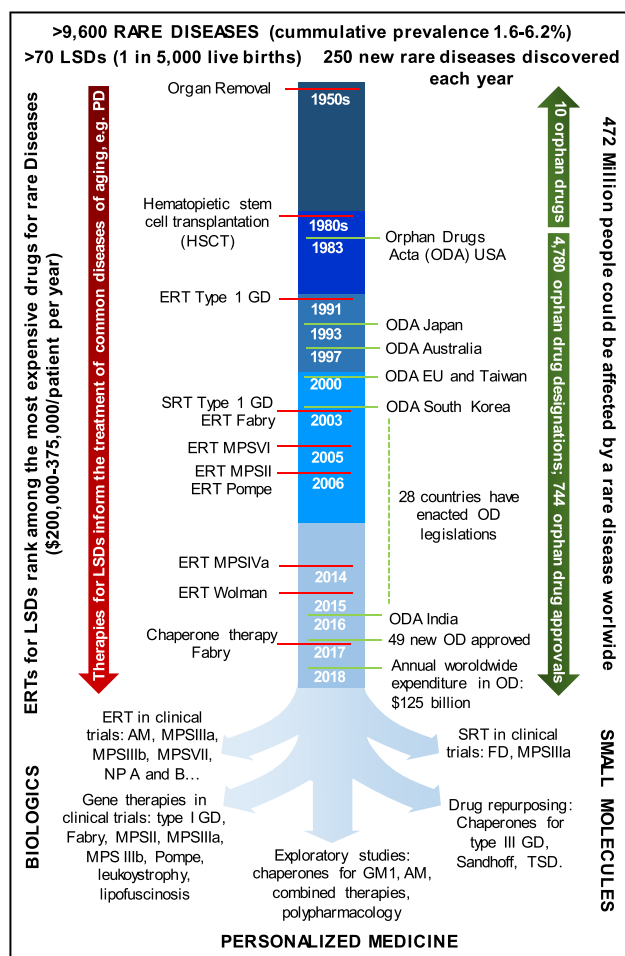 >9,600 RARE DISEASES (cummulative prevalence 1.6-6.2%)
>70 LSDs (1 in 5,000 live births)
250 new rare diseases discovered
each year
ERTs for LSDs rank among the most expensive drugs for rare Diseases
($200,000-375,000/patient per year)
Therapies for LSDs inform the treatment of common diseases of aging, e.g. PD
Organ Removal
1950s
Hematopietic stem
cell transplantation
(HSCT)
1980s
1983
Orphan Drugs
Acta (ODA) USA
ERT Type 1 GD
1991
ODA Japan
1993
ODA Australia
1997
ODA EU and Taiwan
2000
SRT Type 1 GD
ERT Fabry
ODA South Korea
2003
ERT MPSVI
2005
ERT MPSII
ERT Pompe
2006
28 countries have
enacted OD
legislations
ERT MPSIVa
2014
ERT Wolman
2015
ODA India
2016
49 new OD approved
Chaperone therapy
Fabry
2017
2018
Annual woroldwide
expenditure in OD:
$125 billion
10 orphan drugs
4,780 orphan drug designations; 744 orphan drug approvals
472 Million people could be affected by a rare disease worlwide
BIOLOGICS
ERT in clinical
trials: AM, MPSIIIa,
MPSIIIb, MPSVII,
NP A and B…
Gene therapies in
clinical trials: type I GD,
Fabry, MPSII, MPSIIIa,
MPS IIIb, Pompe,
leukoystrophy,
lipofuscinosis
Exploratory studies:
chaperones for GM1, AM,
combined therapies,
polypharmacology
SRT in clinical
trials: FD, MPSIIIa
Drug repurposing:
Chaperones for
type III GD,
Sandhoff, TSD.
SMALL MOLECULES
PERSONALIZED MEDICINE